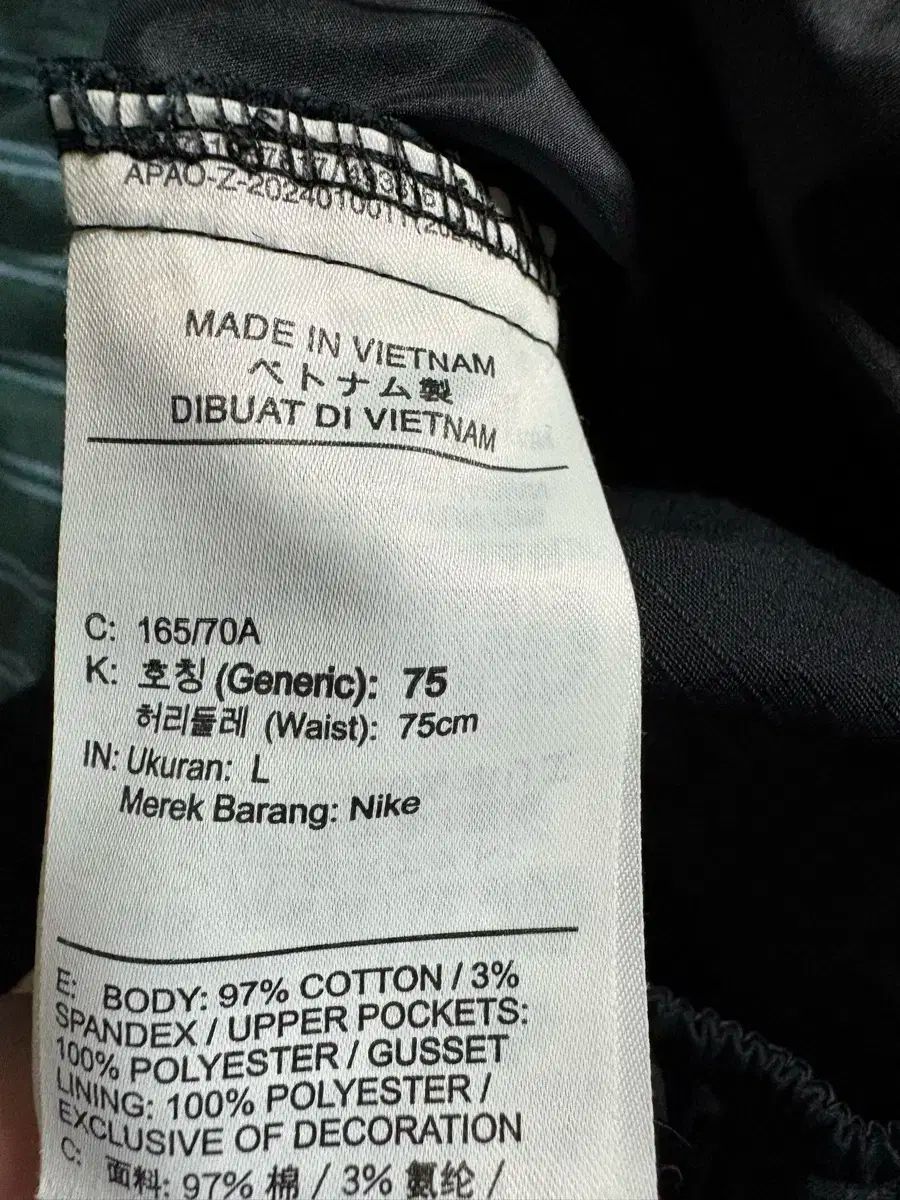 APAO-Z-2024010011
MADE IN VIETNAM
ベトナム製
DIBUAT DI VIETNAM
C: 165/70A
K: 호칭 (Generic): 75
허리둘레 (Waist): 75cm
IN: Ukuran: L
Merek Barang: Nike
E: BODY: 97% COTTON / 3%
SPANDEX / UPPER POCKETS:
100% POLYESTER / GUSSET
LINING: 100% POLYESTER /
EXCLUSIVE OF DECORATION
C: 面料: 97% 棉 / 3% 氨纶 /